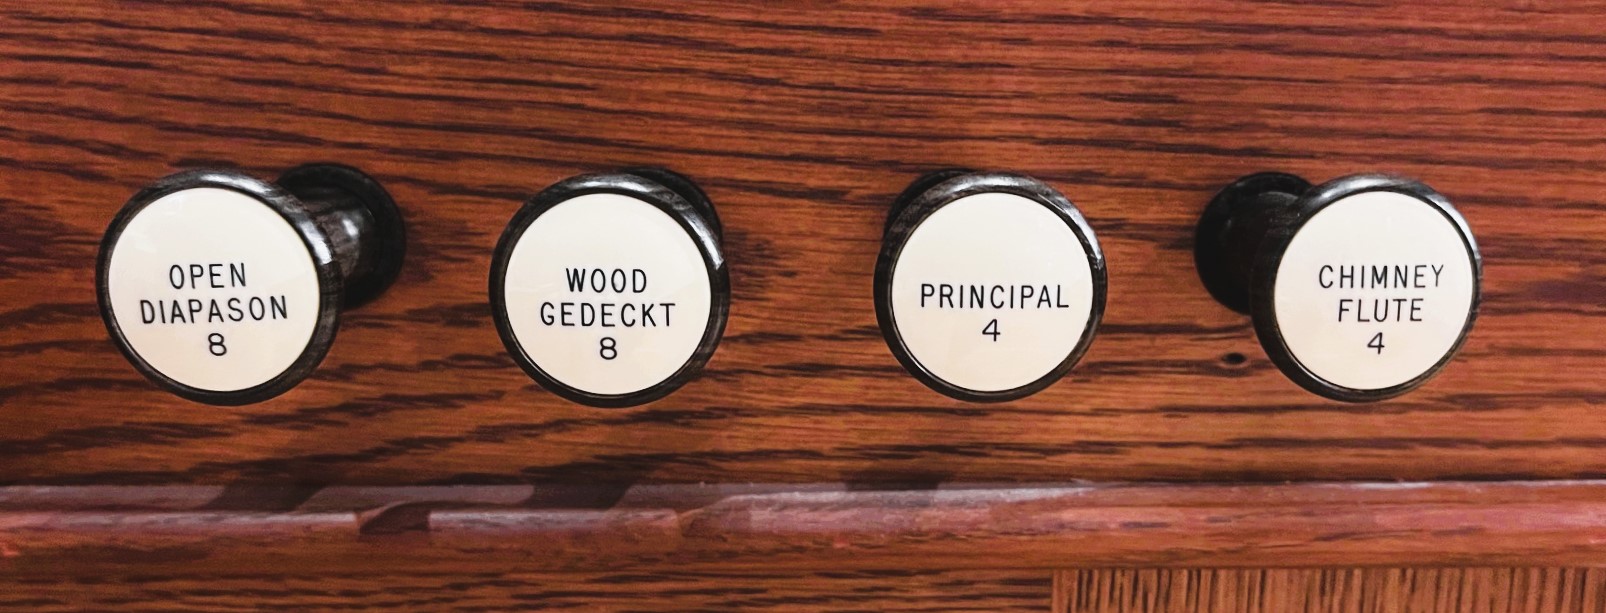 OPEN
DIAPASON
8
WOOD
GEDECKT
8
PRINCIPAL
4
CHIMNEY
FLUTE
4